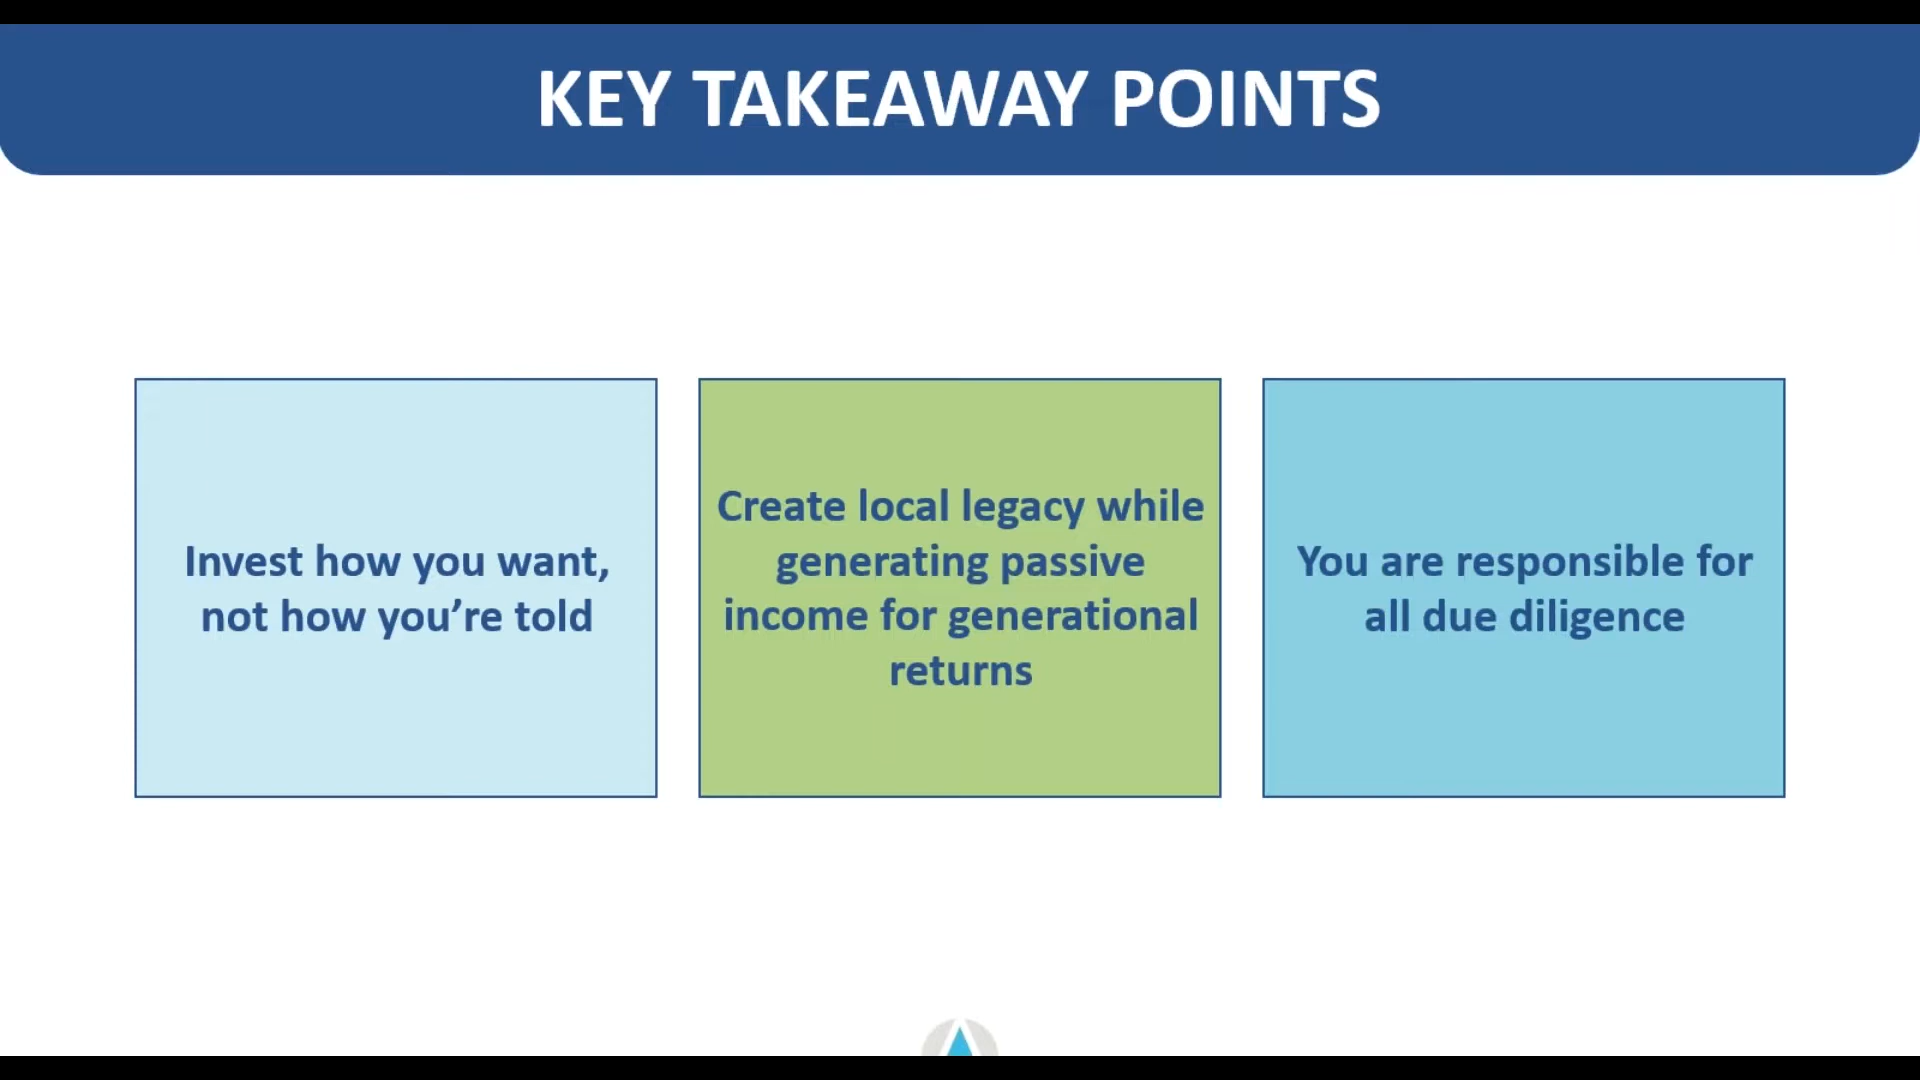 KEY TAKEAWAY POINTS
Invest how you want,
not how you’re told
Create local legacy while
generating passive
income for generational
returns
You are responsible for
all due diligence